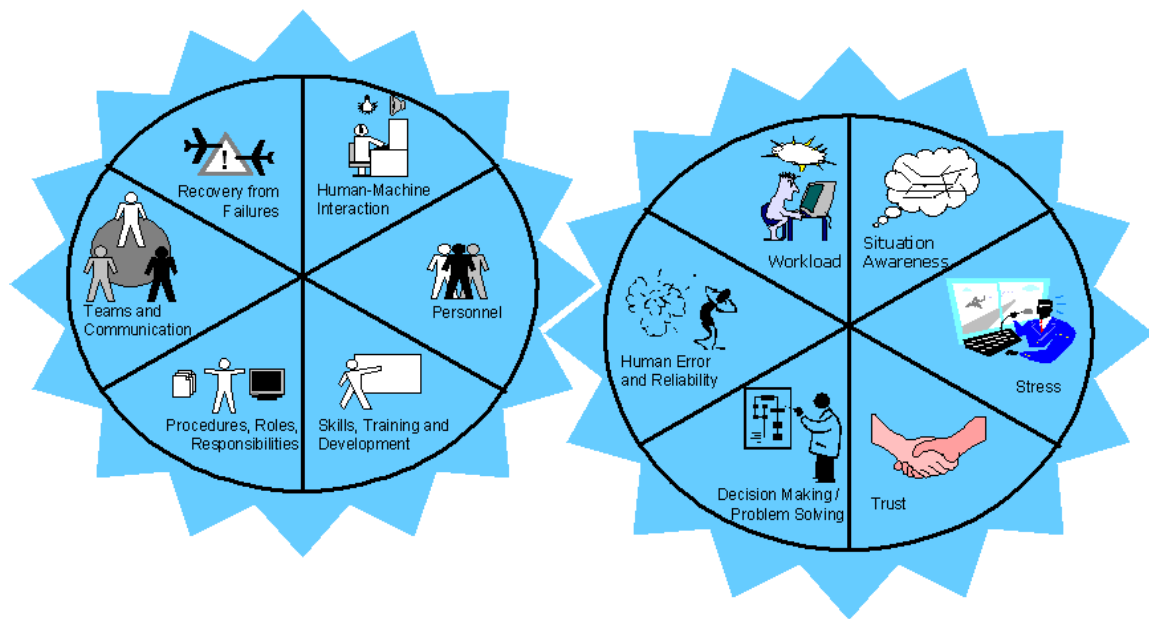 !
Recovery from
Failures
Human-Machine
Interaction
Teams and
Communication
Personnel
Procedures, Roles,
Responsibilities
Skills, Training and
Development
Workload
Situation
Awareness
Human Error
and Reliability
Stress
Decision Making /
Problem Solving
Trust